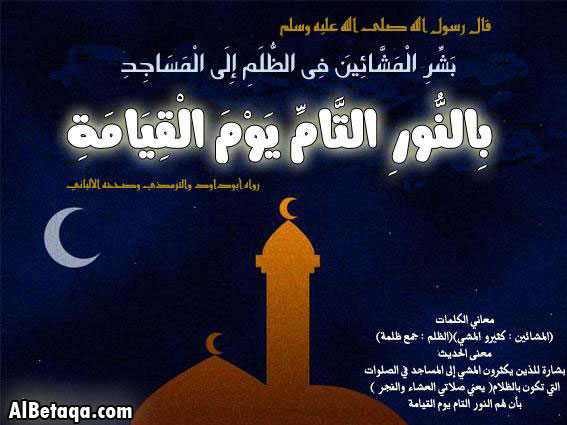 قال رسول الله صلى الله عليه وسلم
بَشِّرِ الْمَشَّائِينَ فِى الظُّلَمِ إِلَى الْمَسَاجِدِ
بِالنُّورِ التَّامِّ يَوْمَ الْقِيَامَةِ
رواه أبوداود والترمذي وصححه الالباني
معاني الكلمات
(المشائين : كثيرو المشي)(الظلم : جمع ظلمة)
معنى الحديث
بشارة للذين يكثرون المشي إلى المساجد في الصلوات
التي تكون بالظلام( يعني صلاتي العشاء والفجر )
بأن لهم النور التام يوم القيامة
AlBetaqa.com